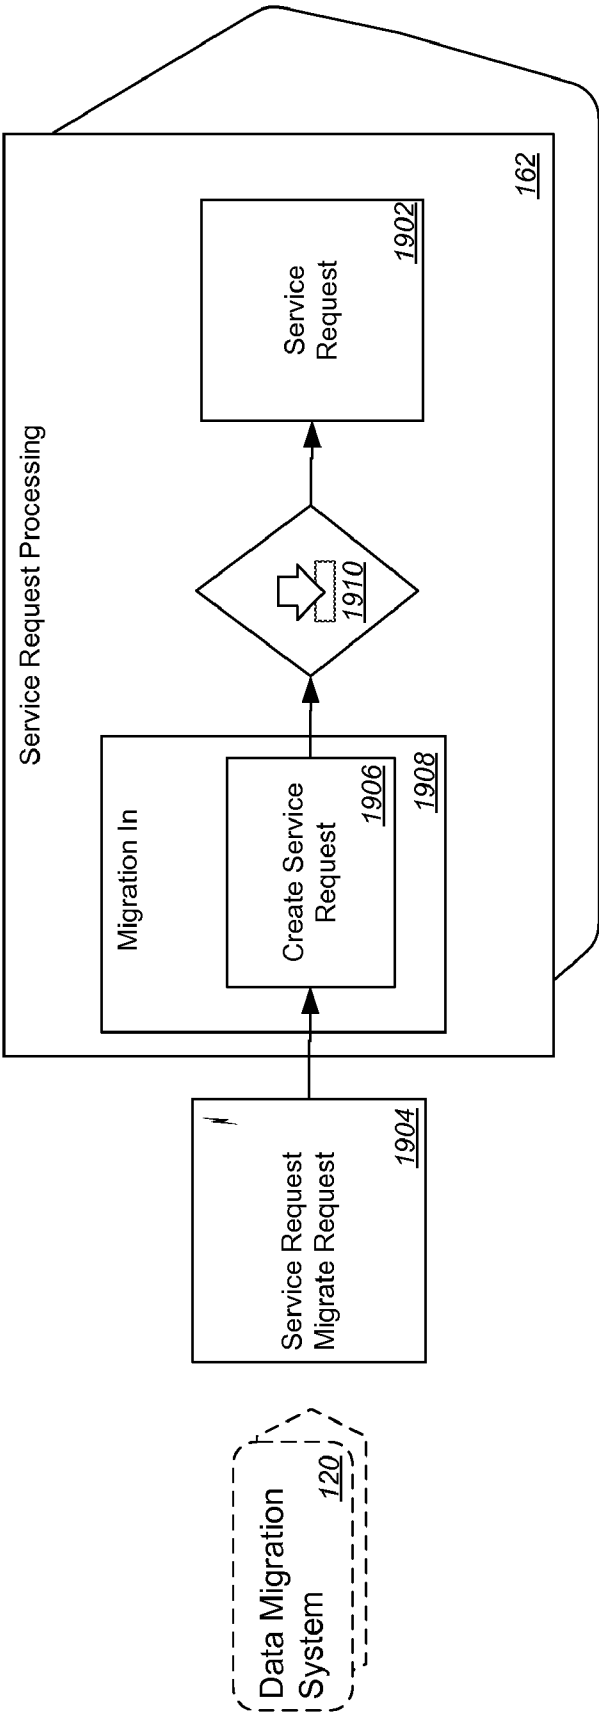 Data Migration
System
120
Service Request
Migrate Request
1904
Service Request Processing
Migration In
Create Service
Request
1906
1908
1910
Service
Request
1902
162